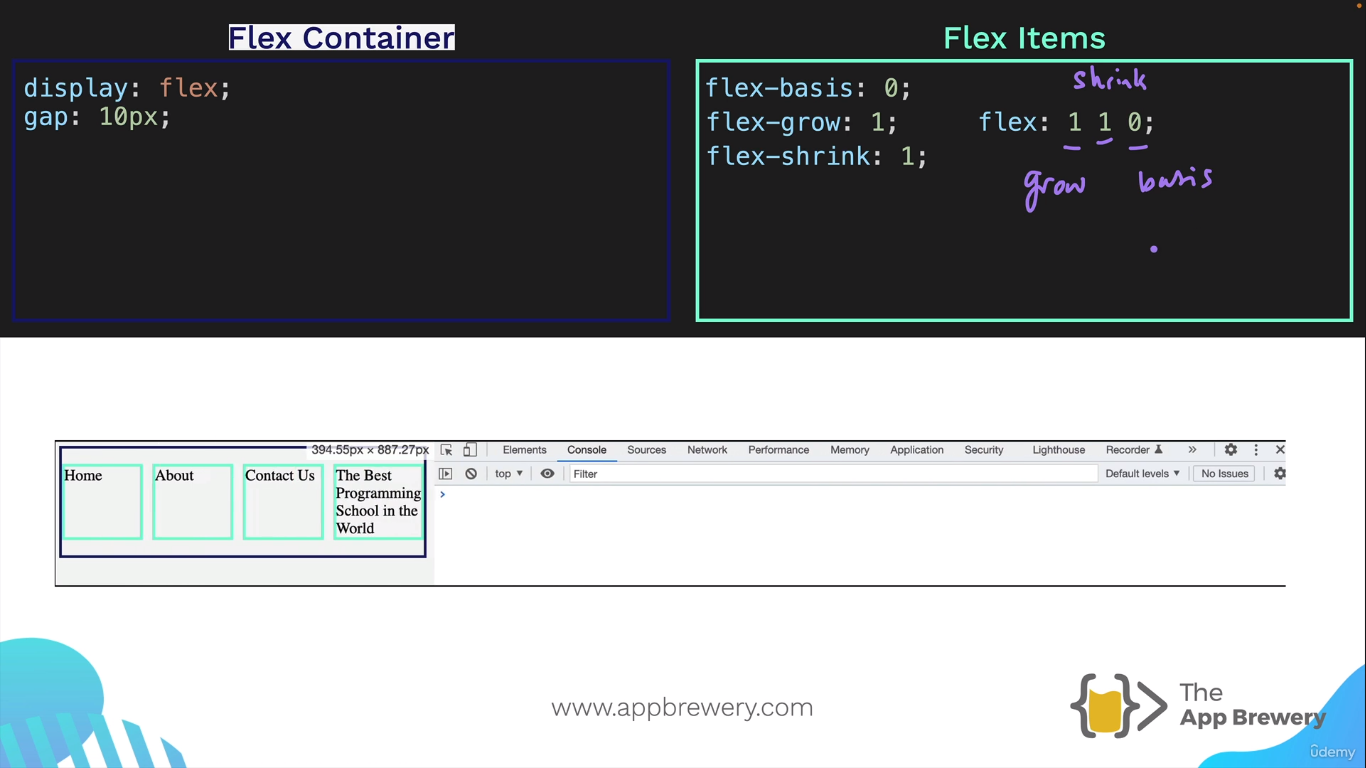 Flex Container
display: flex;
gap: 10px;
Flex Items
flex-basis: 0;
flex-grow: 1;
flex-shrink: 1;
shrink
flex: 1 1 0;
grow basis
394.55px × 887.27px
Elements Console Sources Network Performance Memory Application Security Lighthouse Recorder »
top ▼ Filter Default levels ▼ No Issues
›
Home
About
Contact Us
The Best
Programming
School in the
World
www.appbrewery.com
The
App Brewery
ûdemy